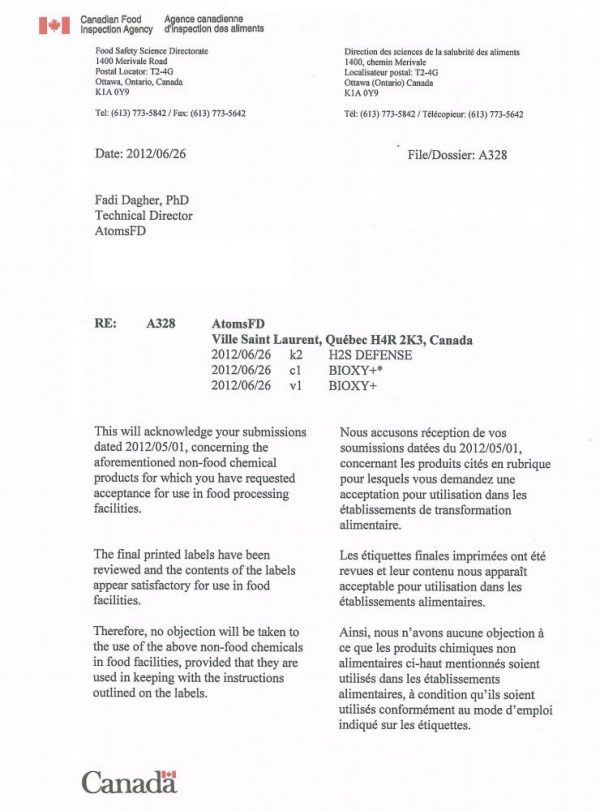 Canadian Food
Inspection Agency
Agence canadienne
d'inspection des aliments
Food Safety Science Directorate
1400 Merivale Road
Postal Locator: T2-4G
Ottawa, Ontario, Canada
K1A 0Y9
Tel: (613) 773-5842 / Fax: (613) 773-5642
Direction des sciences de la salubrité des aliments
1400, chemin Merivale
Localisateur postal: T2-4G
Ottawa (Ontario) Canada
K1A 0Y9
Tél: (613) 773-5842 / Télécopieur: (613) 773-5642
Date: 2012/06/26
File/Dossier: A328
Fadi Dagher, PhD
Technical Director
AtomsFD
RE: A328 AtomsFD
Ville Saint Laurent, Québec H4R 2K3, Canada
2012/06/26 k2 H2S DEFENSE
2012/06/26 c1 BIOXY+*
2012/06/26 v1 BIOXY+
This will acknowledge your submissions
dated 2012/05/01, concerning the
aforementioned non-food chemical
products for which you have requested
acceptance for use in food processing
facilities.
The final printed labels have been
reviewed and the contents of the labels
appear satisfactory for use in food
facilities.
Therefore, no objection will be taken to
the use of the above non-food chemicals
in food facilities, provided that they are
used in keeping with the instructions
outlined on the labels.
Nous accusons réception de vos
soumissions datées du 2012/05/01,
concernant les produits cités en rubrique
pour lesquels vous demandez une
acceptation pour utilisation dans les
établissements de transformation
alimentaire.
Les étiquettes finales imprimées ont été
revues et leur contenu nous apparaît
acceptable pour utilisation dans les
établissements alimentaires.
Ainsi, nous n'avons aucune objection à
ce que les produits chimiques non
alimentaires ci-haut mentionnés soient
utilisés dans les établissements
alimentaires, à condition qu'ils soient
utilisés conformément au mode d'emploi
indiqué sur les étiquettes.
Canada